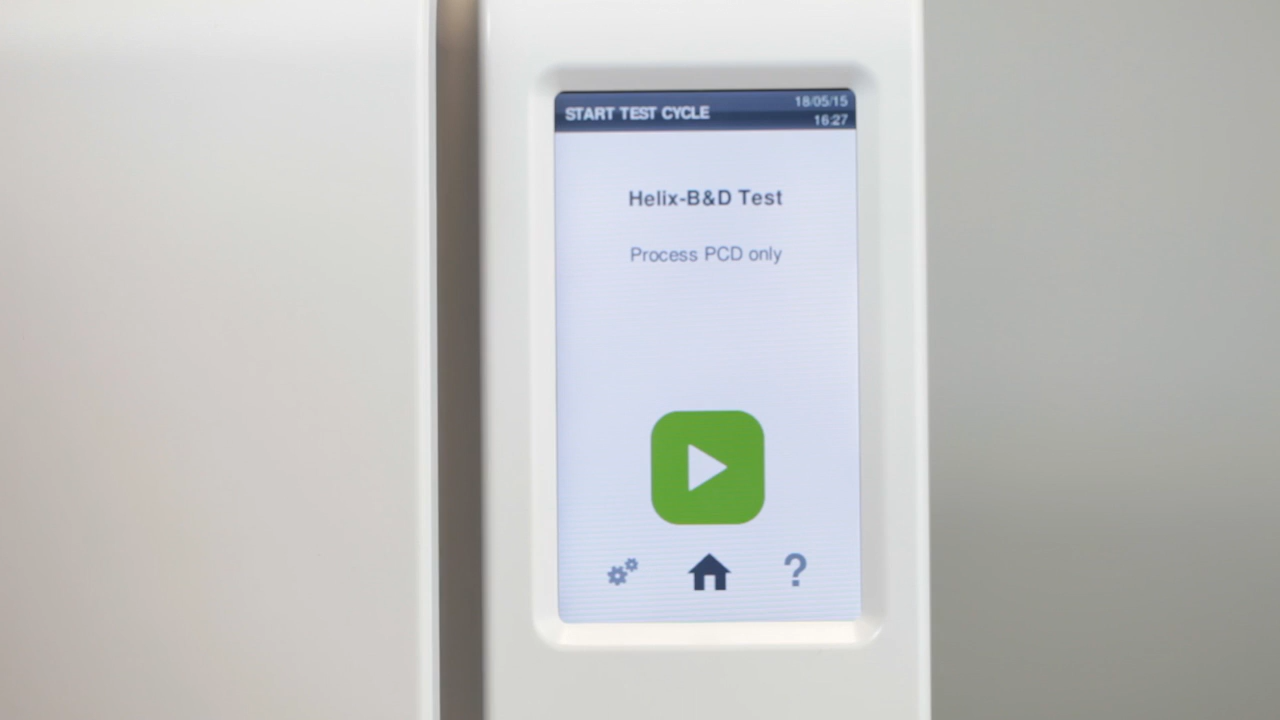 START TEST CYCLE
18/05/15
16:27
Helix-B&D Test
Process PCD only
?